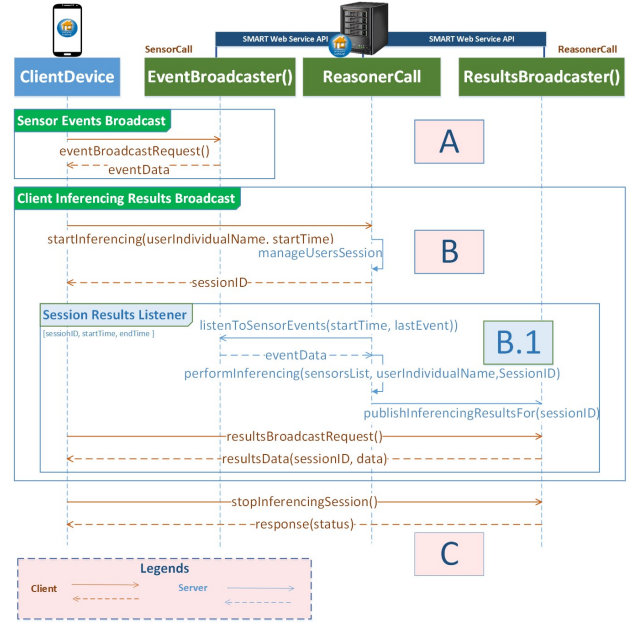 SMART Web Service API
SMART Web Service API
SensorCall
ReasonerCall
ClientDevice
EventBroadcaster()
ReasonerCall
ResultsBroadcaster()
Sensor Events Broadcast
A
eventBroadcastRequest()
eventData
Client Inferencing Results Broadcast
startInferencing(userIndividualName, startTime)
B
manageUsersSession
sessionID
Session Results Listener
[sessionID, startTime, endTime ]
listenToSensorEvents(startTime, lastEvent))
B.1
eventData
performInferencing(sensorsList, userIndividualName,SessionID)
publishInferencingResultsFor(sessionID)
resultsBroadcastRequest()
resultsData(sessionID, data)
stopInferencingSession()
response(status)
C
Legends
Client
Server